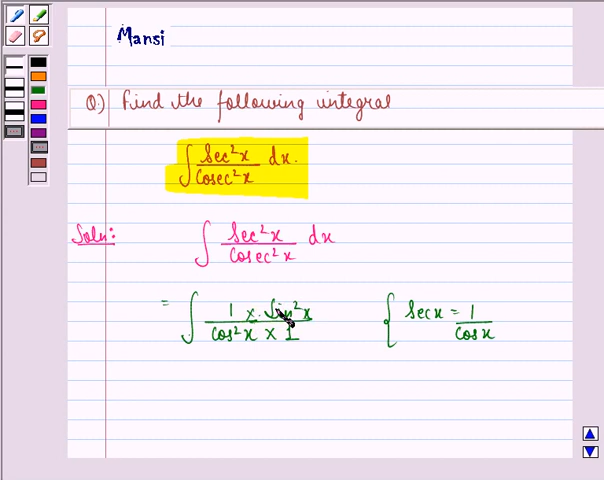 Mansi
Q.) Find the following integral
∫ Sec²x / Cosec²x dx.
Soln:
∫ Sec²x / Cosec²x dx
= ∫ 1 × Sin²x / Cos²x × 1 { Sec x = 1 / Cos x